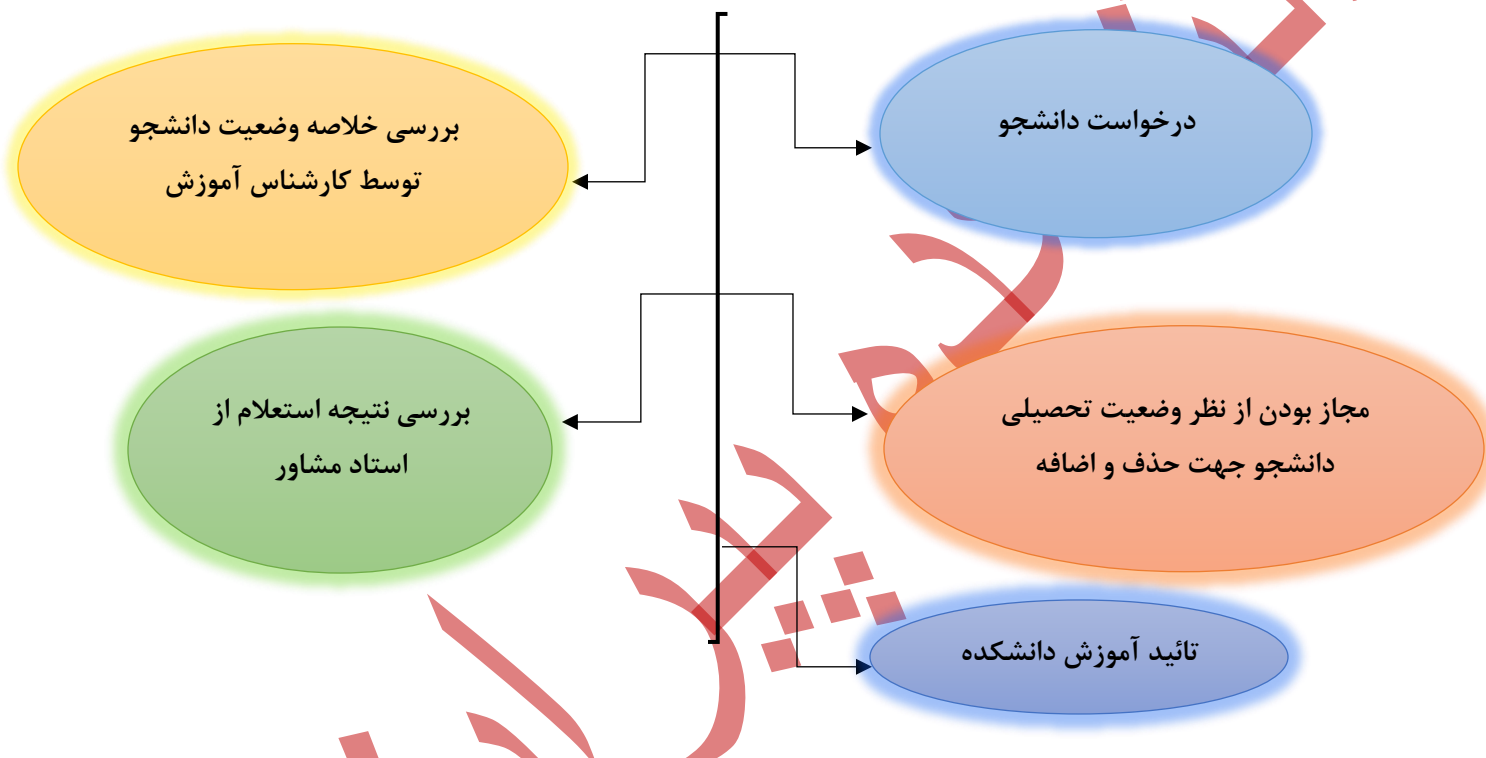 درخواست دانشجو
بررسی خلاصه وضعیت دانشجو
توسط کارشناس آموزش
مجاز بودن از نظر وضعیت تحصیلی
دانشجو جهت حذف و اضافه
بررسی نتیجه استعلام از
استاد مشاور
تائید آموزش دانشکده